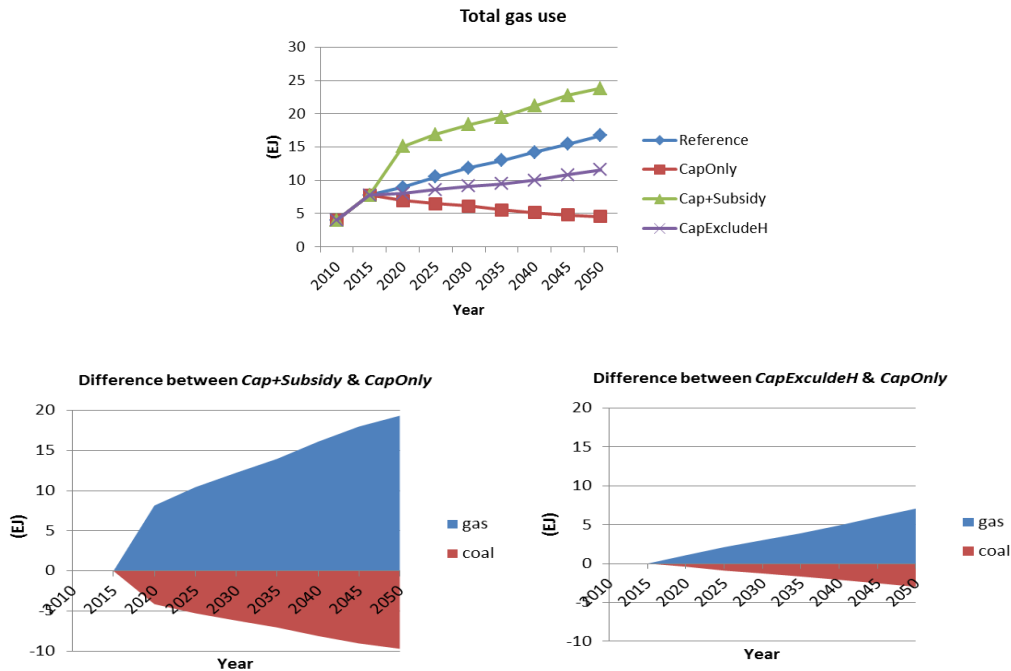 Total gas use
30
25
20
15
10
5
0
(EJ)
2010
2015
2020
2025
2030
2035
2040
2045
2050
Year
Reference
CapOnly
Cap+Subsidy
CapExcludeH
Difference between Cap+Subsidy & CapOnly
20
15
10
5
0
-5
-10
(EJ)
2010
2015
2020
2025
2030
2035
2040
2045
2050
Year
gas
coal
Difference between CapExculdeH & CapOnly
20
15
10
5
0
-5
-10
(EJ)
2010
2015
2020
2025
2030
2035
2040
2045
2050
Year
gas
coal